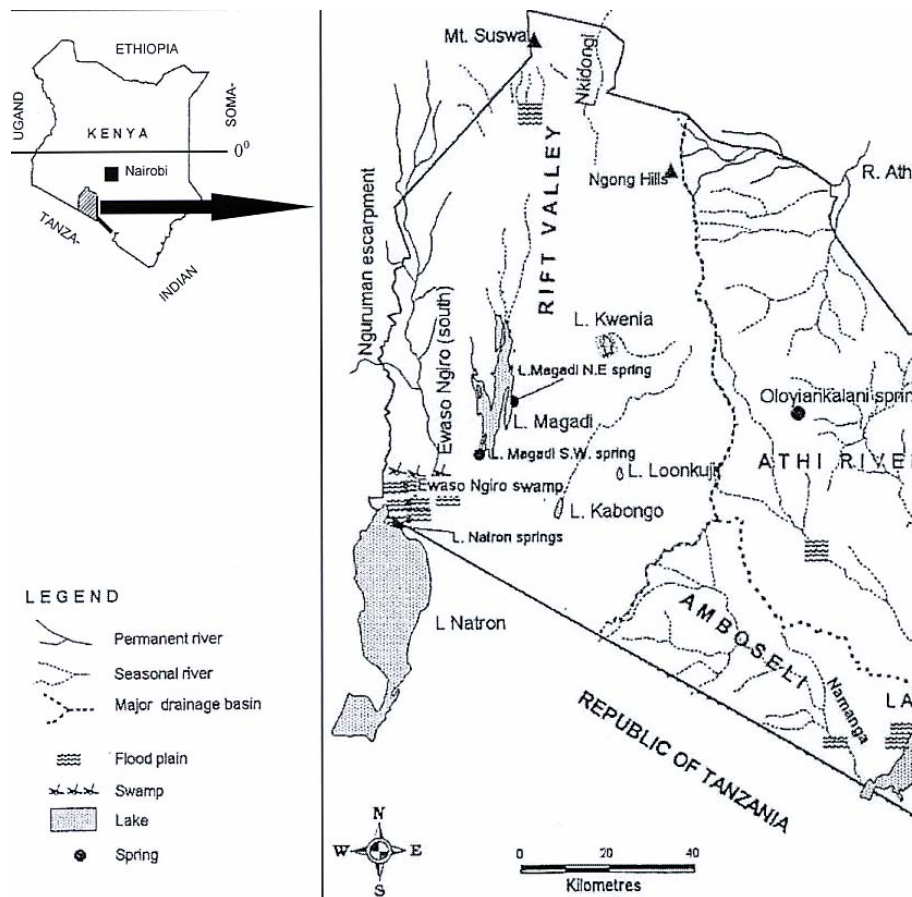 ETHIOPIA
UGAND
SOMA-
KENYA
0⁰
Nairobi
TANZA-
INDIAN
LEGEND
Permanent river
Seasonal river
Major drainage basin
Flood plain
Swamp
Lake
Spring
Mt. Suswa
Nkidongi
Ngong Hills
R. Ath
RIFT VALLEY
Nguruman escarpment
Ewaso Ngiro (south)
L. Kwenia
L.Magadi N.E spring
L. Magadi
Oloyiankalani sprin
L. Magadi S.W. spring
ATHI RIVER
L. Loonkujit
Ewaso Ngiro swamp
L. Kabongo
L. Natron springs
AMBOSELI
L Natron
Namanga
LA
REPUBLIC OF TANZANIA
N
W
E
S
0
20
40
Kilometres